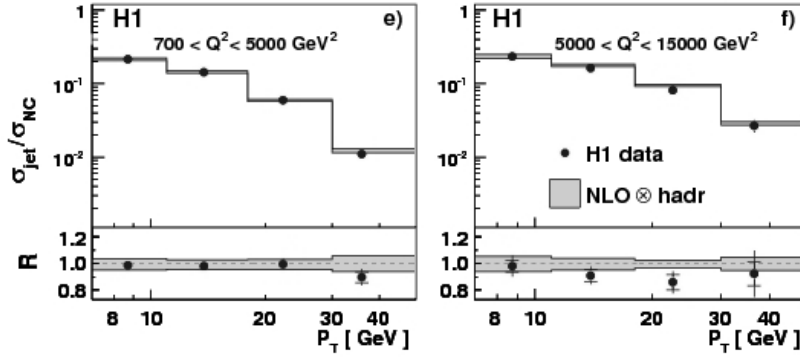 H1 e)
700 < Q² < 5000 GeV²
1
10⁻¹
10⁻²
σjet/σNC
1.2
1.0
0.8
R
8 10 20 30 40
P_T [ GeV ]
H1 f)
5000 < Q² < 15000 GeV²
1
10⁻¹
10⁻²
H1 data
NLO ⊗ hadr
1.2
1.0
0.8
8 10 20 30 40
P_T [ GeV ]